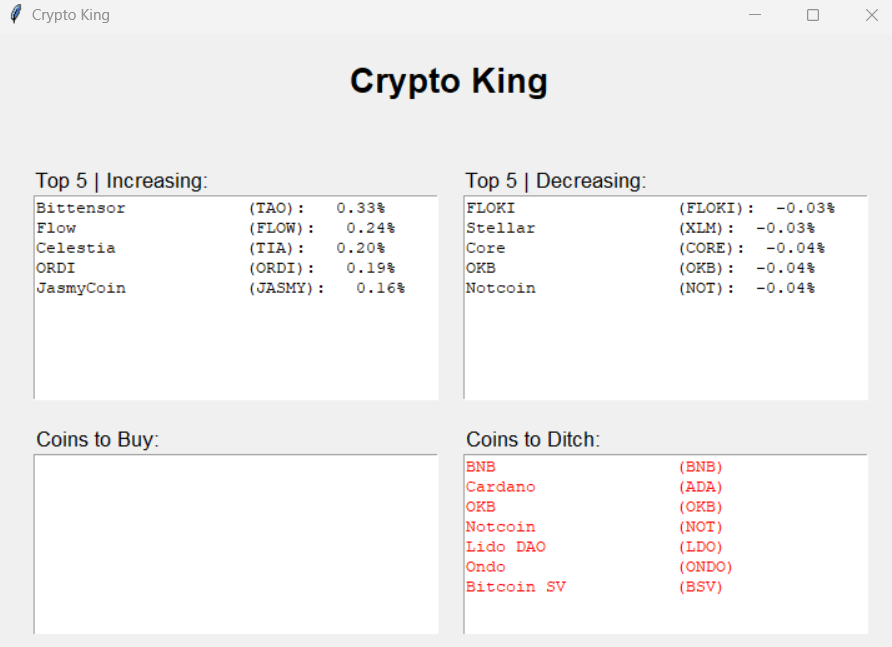 Crypto King
Crypto King
Top 5 | Increasing:
Bittensor (TAO): 0.33%
Flow (FLOW): 0.24%
Celestia (TIA): 0.20%
ORDI (ORDI): 0.19%
JasmyCoin (JASMY): 0.16%
Top 5 | Decreasing:
FLOKI (FLOKI): -0.03%
Stellar (XLM): -0.03%
Core (CORE): -0.04%
OKB (OKB): -0.04%
Notcoin (NOT): -0.04%
Coins to Buy:
Coins to Ditch:
BNB (BNB)
Cardano (ADA)
OKB (OKB)
Notcoin (NOT)
Lido DAO (LDO)
Ondo (ONDO)
Bitcoin SV (BSV)